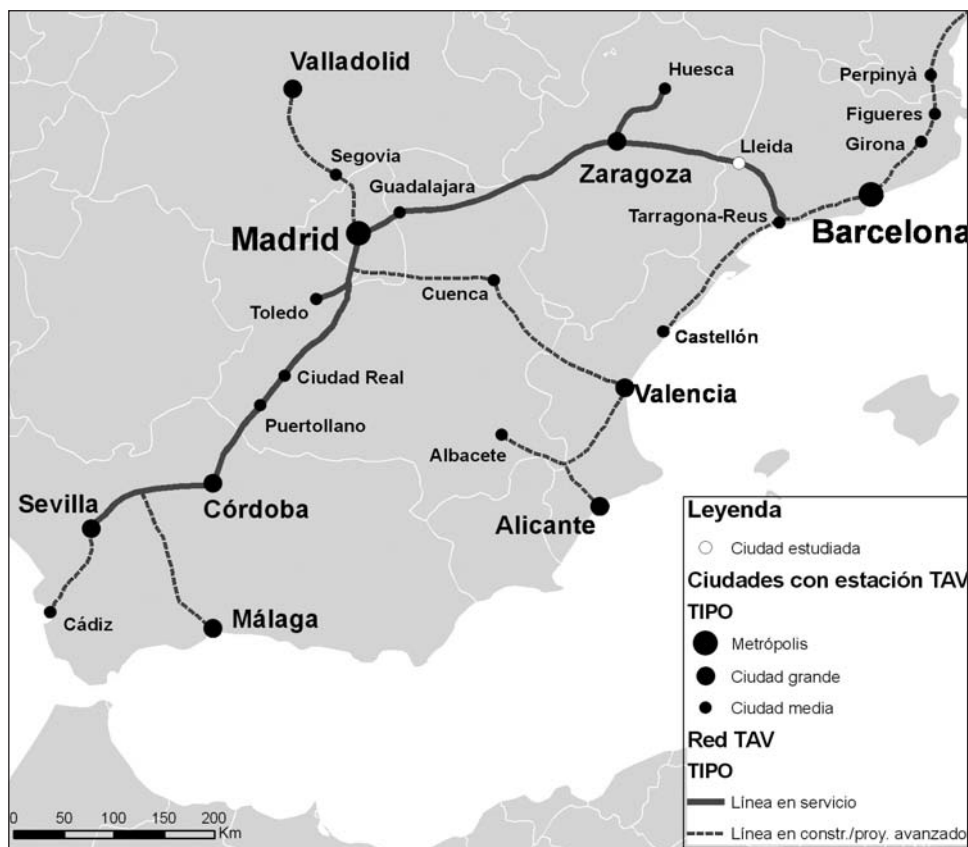 Valladolid
Huesca
Perpinyà
Figueres
Girona
Segovia
Lleida
Zaragoza
Guadalajara
Tarragona-Reus
Madrid
Barcelona
Cuenca
Toledo
Castellón
Ciudad Real
Valencia
Puertollano
Albacete
Sevilla
Córdoba
Alicante
Cádiz
Málaga
Leyenda
Ciudad estudiada
Ciudades con estación TAV
TIPO
Metrópolis
Ciudad grande
Ciudad media
Red TAV
TIPO
Línea en servicio
Línea en constr./proy. avanzado
0 50 100 150 200
Km